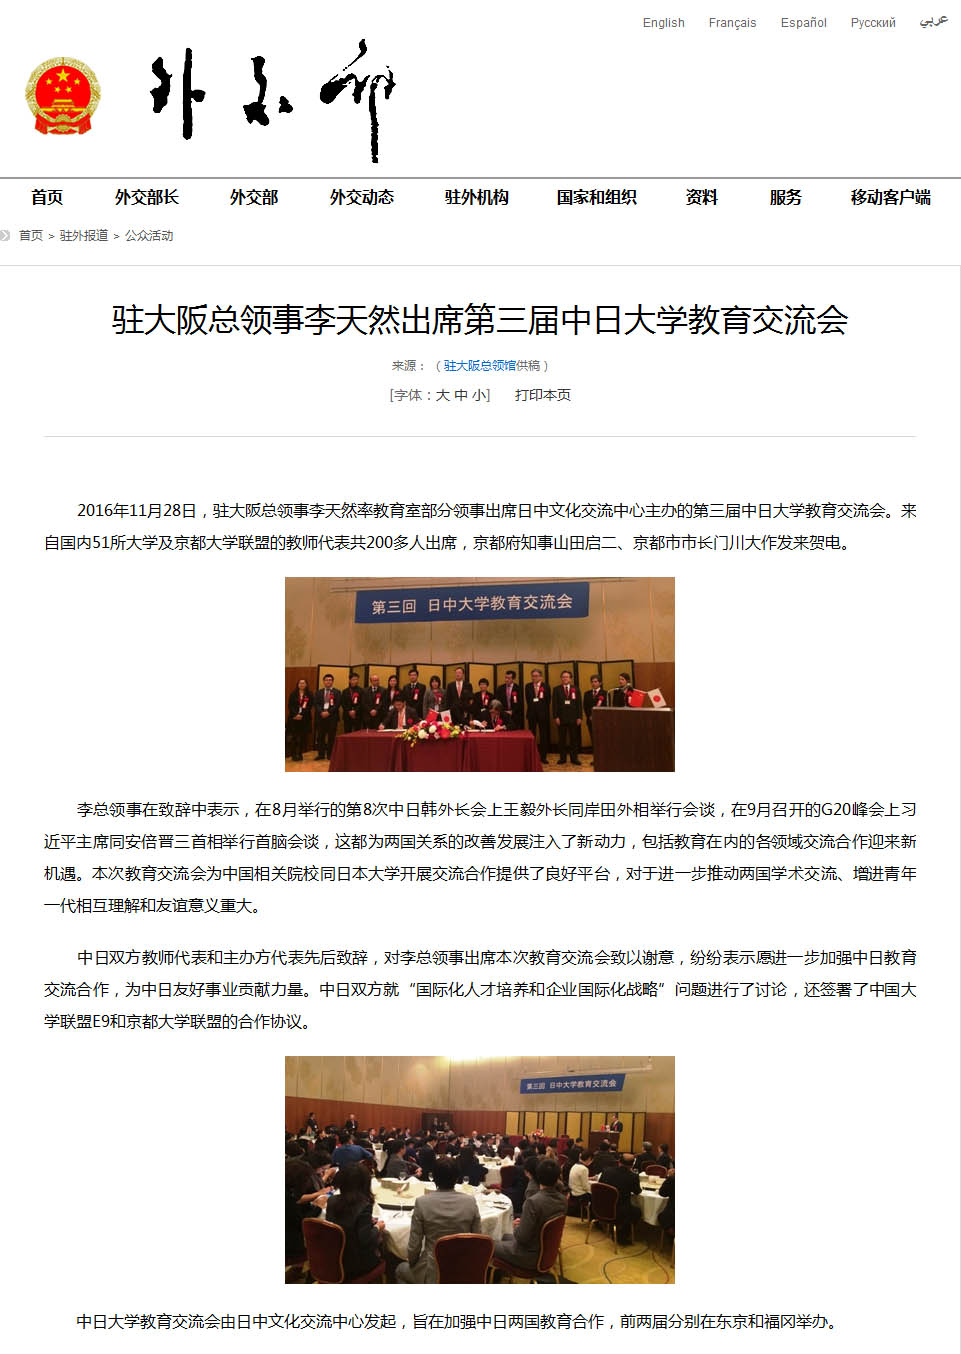 English Français Español Русский عربي
外交部
首页 外交部长 外交部 外交动态 驻外机构 国家和组织 资料 服务 移动客户端
首页 > 驻外报道 > 公众活动
驻大阪总领事李天然出席第三届中日大学教育交流会
来源：（驻大阪总领馆供稿）
[字体：大 中 小] 打印本页
2016年11月28日，驻大阪总领事李天然率教育室部分领事出席日中文化交流中心主办的第三届中日大学教育交流会。来
自国内51所大学及京都大学联盟的教师代表共200多人出席，京都府知事山田启二、京都市市长门川大作发来贺电。
第三回 日中大学教育交流会
李总领事在致辞中表示，在8月举行的第8次中日韩外长会上王毅外长同岸田外相举行会谈，在9月召开的G20峰会上习
近平主席同安倍晋三首相举行首脑会谈，这都为两国关系的改善发展注入了新动力，包括教育在内的各领域交流合作迎来新
机遇。本次教育交流会为中国相关院校同日本大学开展交流合作提供了良好平台，对于进一步推动两国学术交流、增进青年
一代相互理解和友谊意义重大。
中日双方教师代表和主办方代表先后致辞，对李总领事出席本次教育交流会致以谢意，纷纷表示愿进一步加强中日教育
交流合作，为中日友好事业贡献力量。中日双方就“国际化人才培养和企业国际化战略”问题进行了讨论，还签署了中国大
学联盟E9和京都大学联盟的合作协议。
第三回 日中大学教育交流会
中日大学教育交流会由日中文化交流中心发起，旨在加强中日两国教育合作，前两届分别在东京和福冈举办。